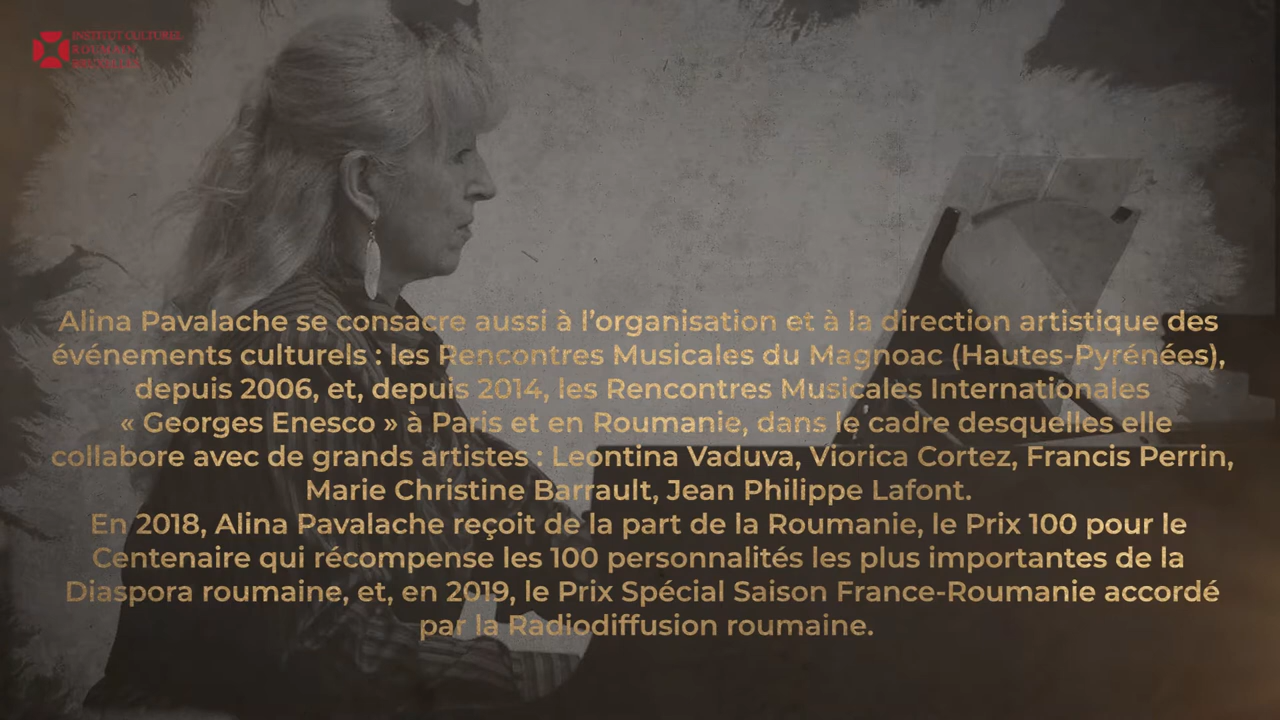 INSTITUT CULTUREL
ROUMAIN
BRUXELLES
Alina Pavalache se consacre aussi à l’organisation et à la direction artistique des
événements culturels : les Rencontres Musicales du Magnoac (Hautes-Pyrénées),
depuis 2006, et, depuis 2014, les Rencontres Musicales Internationales
« Georges Enesco » à Paris et en Roumanie, dans le cadre desquelles elle
collabore avec de grands artistes : Leontina Vaduva, Viorica Cortez, Francis Perrin,
Marie Christine Barrault, Jean Philippe Lafont.
En 2018, Alina Pavalache reçoit de la part de la Roumanie, le Prix 100 pour le
Centenaire qui récompense les 100 personnalités les plus importantes de la
Diaspora roumaine, et, en 2019, le Prix Spécial Saison France-Roumanie accordé
par la Radiodiffusion roumaine.